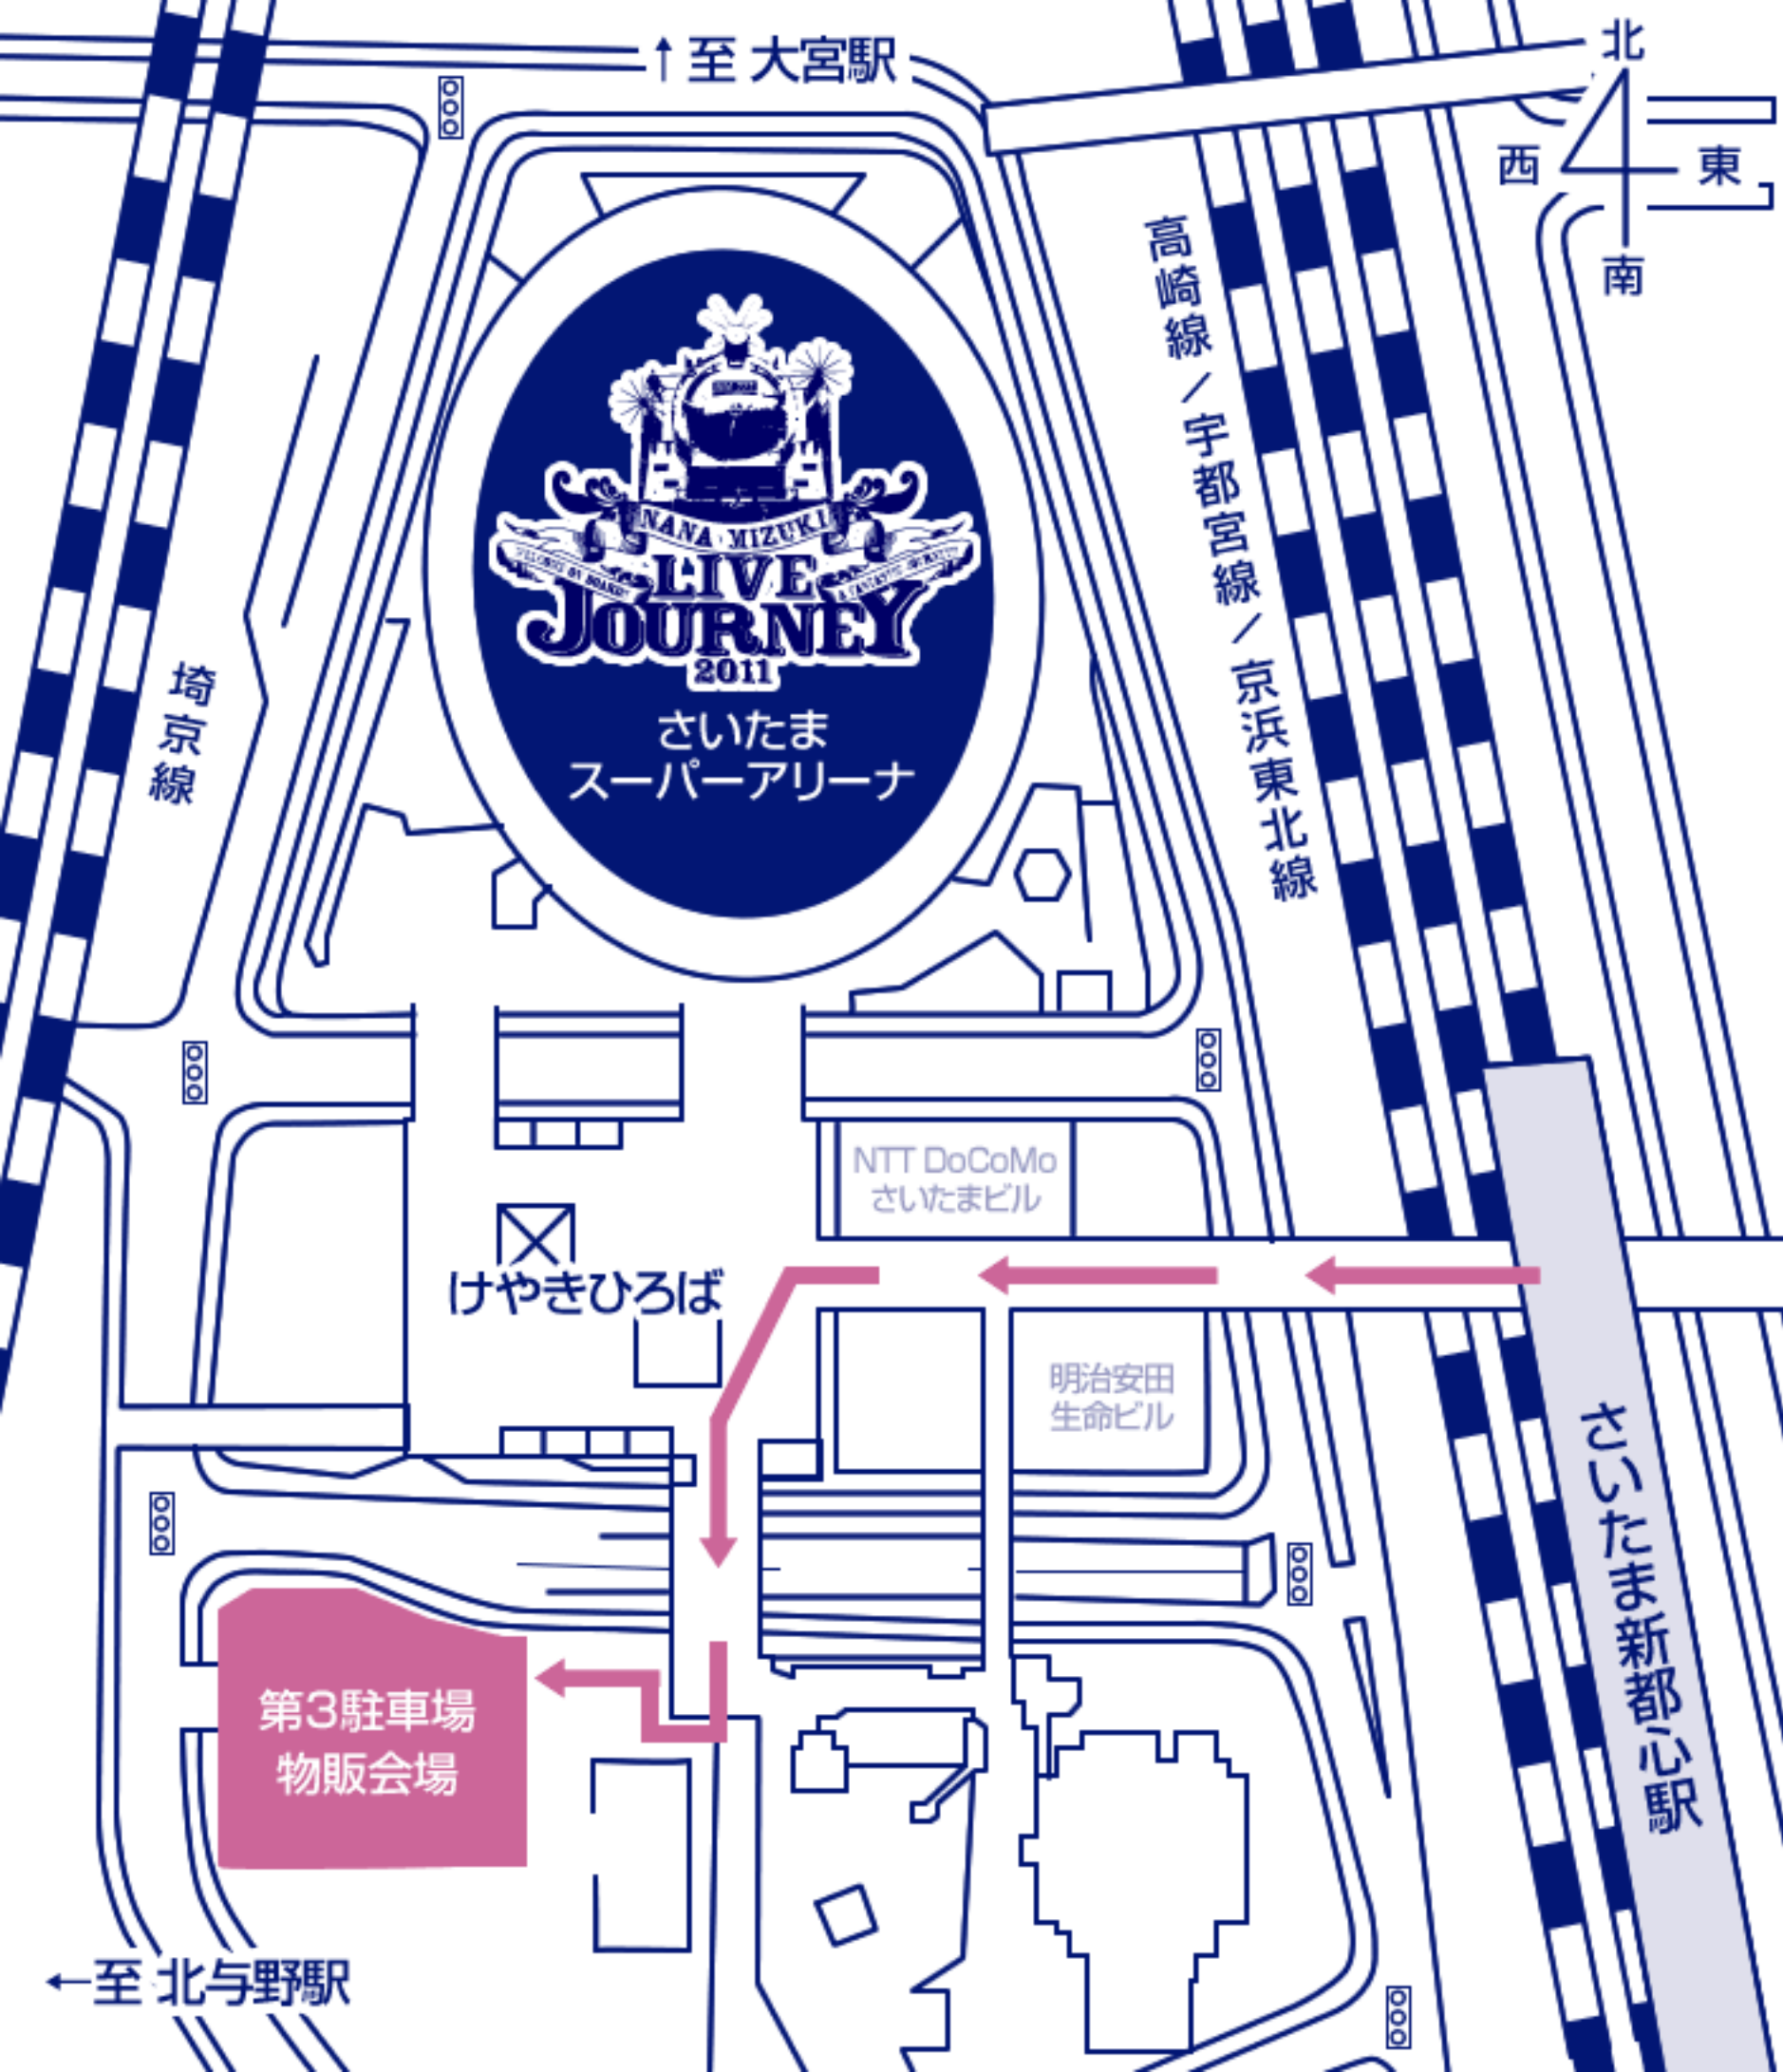 ↑至 大宮駅
北
西
東
南
高崎線/宇都宮線/京浜東北線
NANA MIZUKI
LIVE
JOURNEY
2011
さいたま
スーパーアリーナ
埼京線
NTT DoCoMo
さいたまビル
けやきひろば
明治安田
生命ビル
さいたま新都心駅
第3駐車場
物販会場
←至 北与野駅